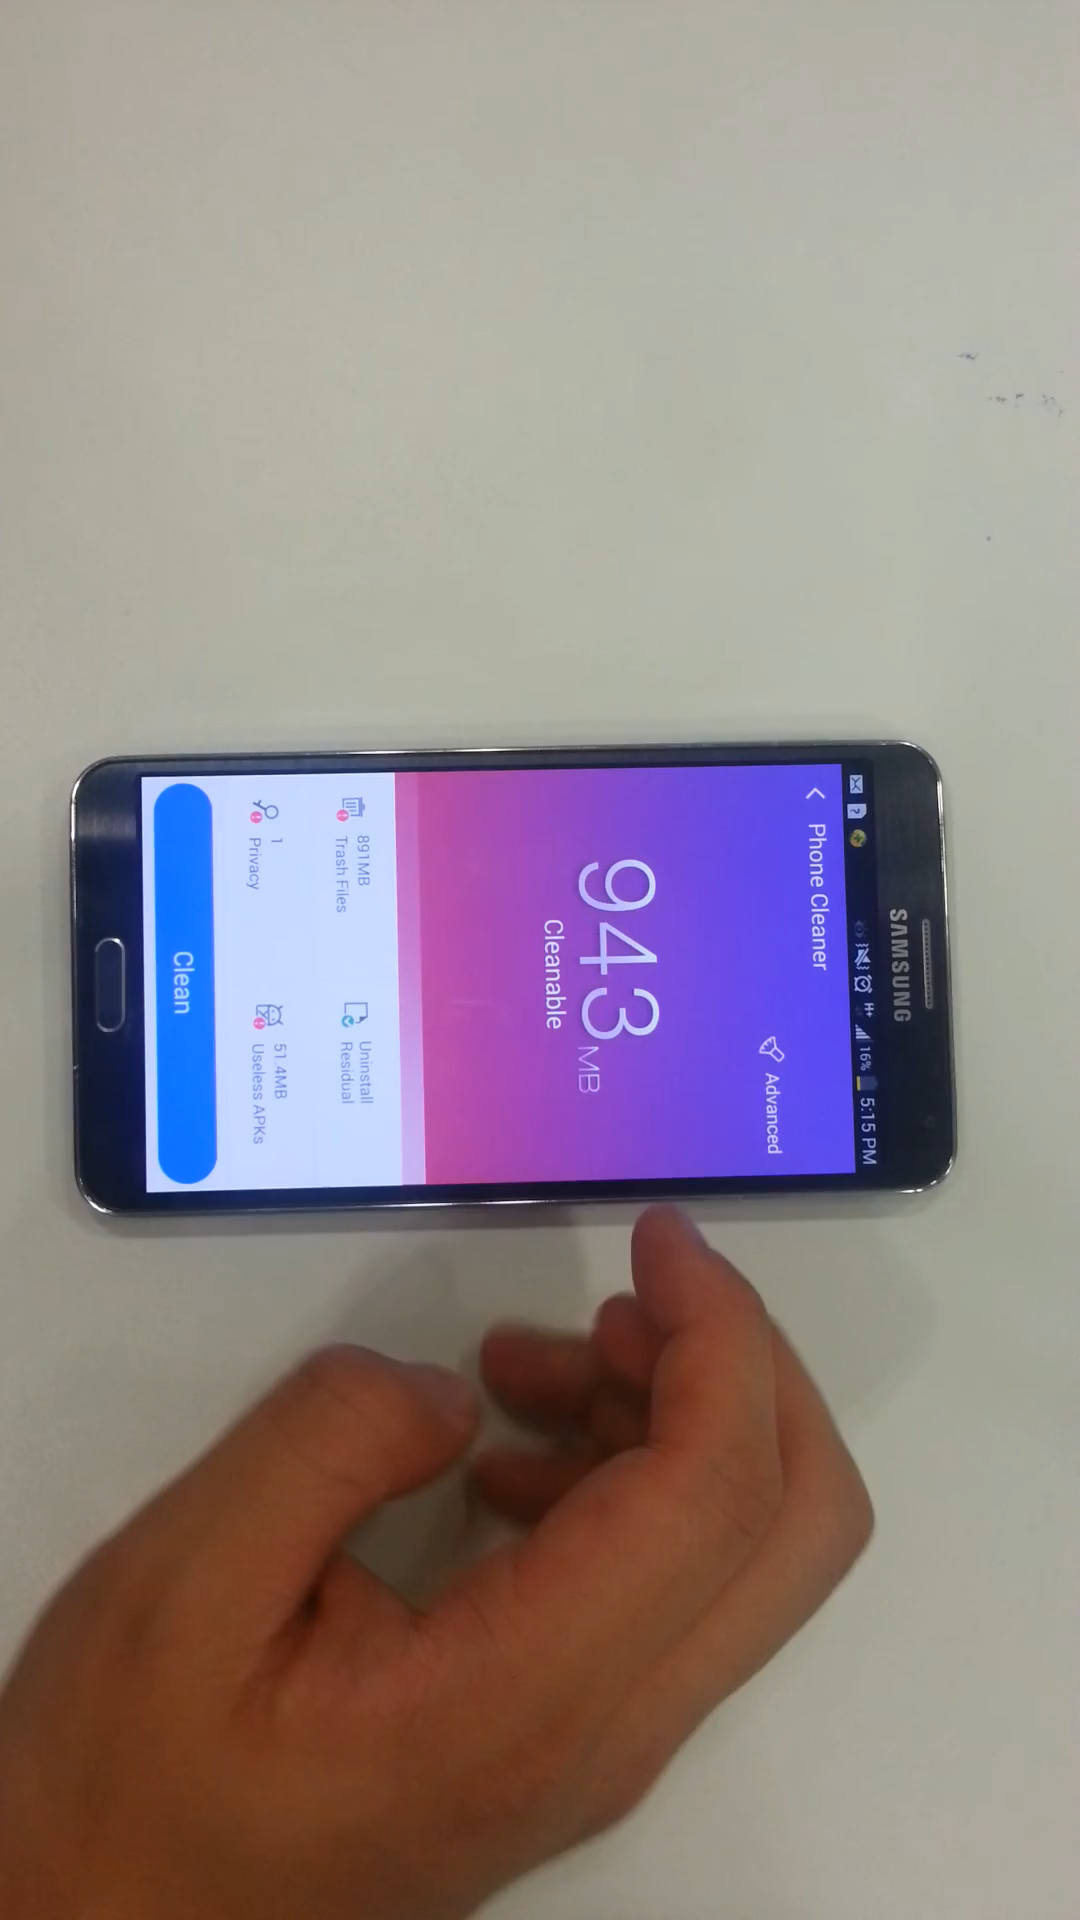 SAMSUNG
16% 5:15 PM
Phone Cleaner
Advanced
943 MB
Cleanable
891MB
Trash Files
Uninstall
Residual
1
Privacy
51.4MB
Useless APKs
Clean